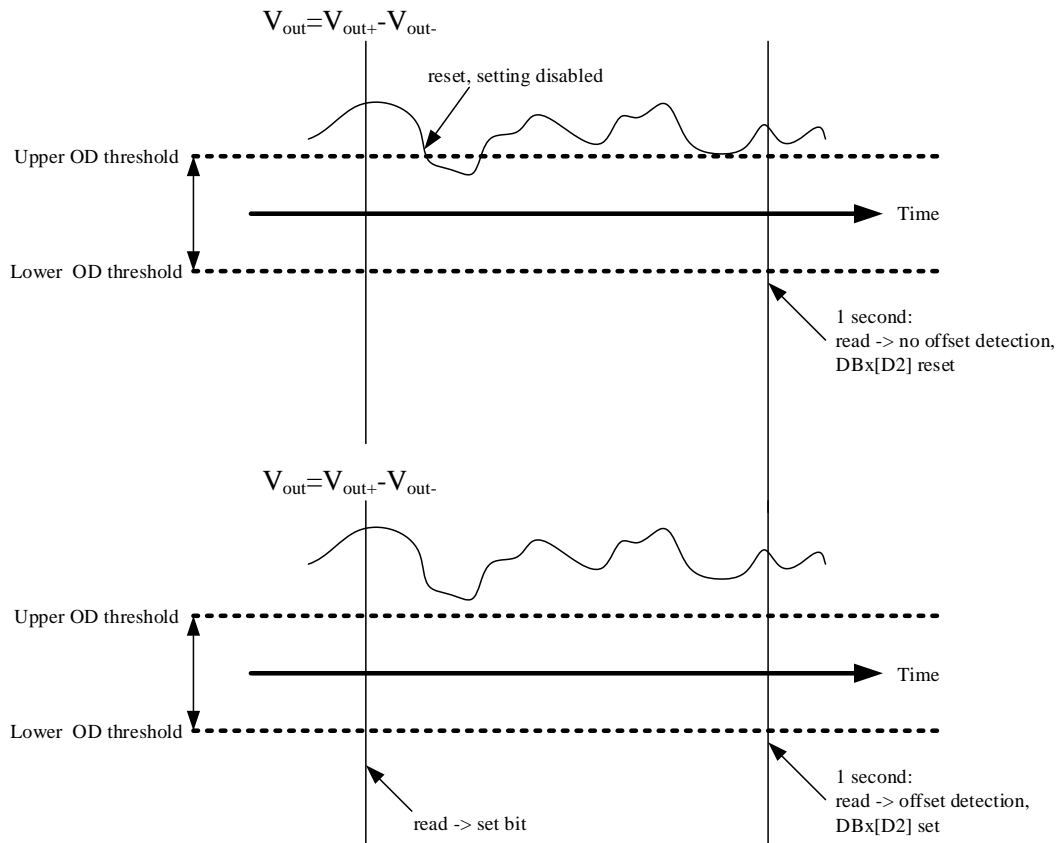 Vout=Vout+-Vout-
reset, setting disabled
Upper OD threshold
Time
Lower OD threshold
1 second:
read -> no offset detection,
DBx[D2] reset
Vout=Vout+-Vout-
Upper OD threshold
Time
Lower OD threshold
1 second:
read -> offset detection,
DBx[D2] set
read -> set bit